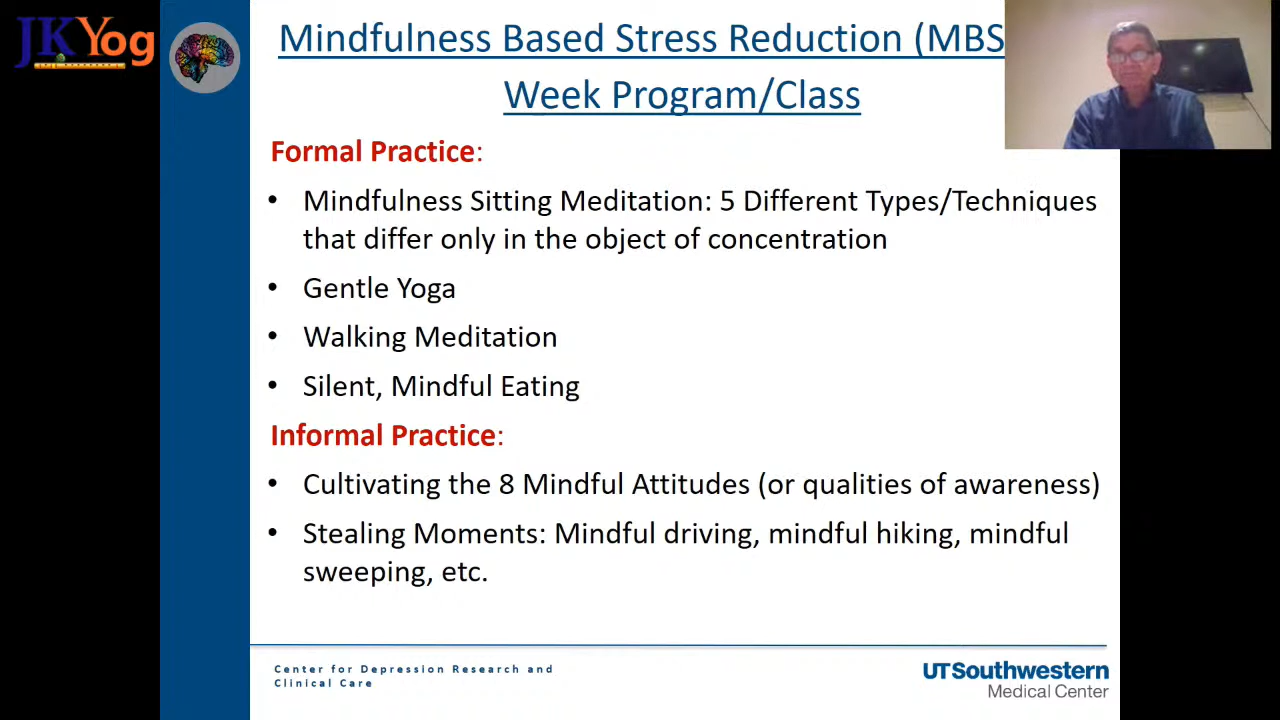 JKYog
Mindfulness Based Stress Reduction (MBS
Week Program/Class
Formal Practice:
• Mindfulness Sitting Meditation: 5 Different Types/Techniques
that differ only in the object of concentration
• Gentle Yoga
• Walking Meditation
• Silent, Mindful Eating
Informal Practice:
• Cultivating the 8 Mindful Attitudes (or qualities of awareness)
• Stealing Moments: Mindful driving, mindful hiking, mindful
sweeping, etc.
Center for Depression Research and
Clinical Care
UTSouthwestern
Medical Center